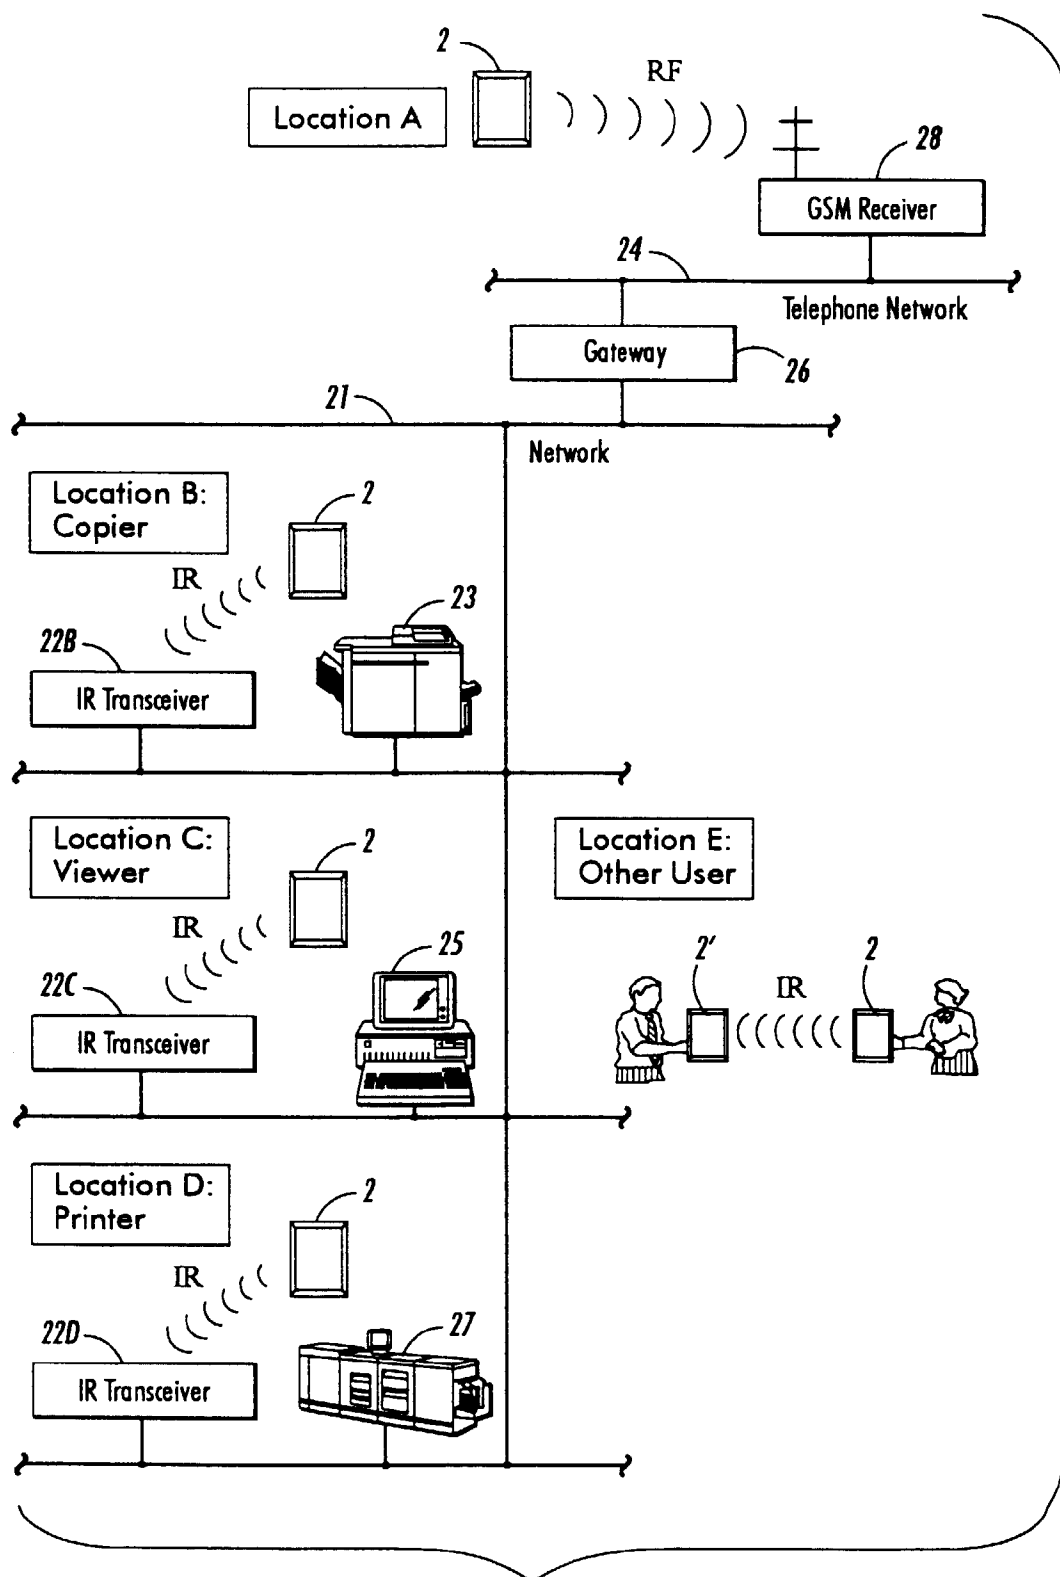 2
RF
Location A
28
GSM Receiver
24
Telephone Network
Gateway
26
21
Network
Location B:
Copier
2
IR
23
22B
IR Transceiver
Location C:
Viewer
2
Location E:
Other User
IR
25
2'
IR
2
22C
IR Transceiver
Location D:
Printer
2
IR
22D
27
IR Transceiver